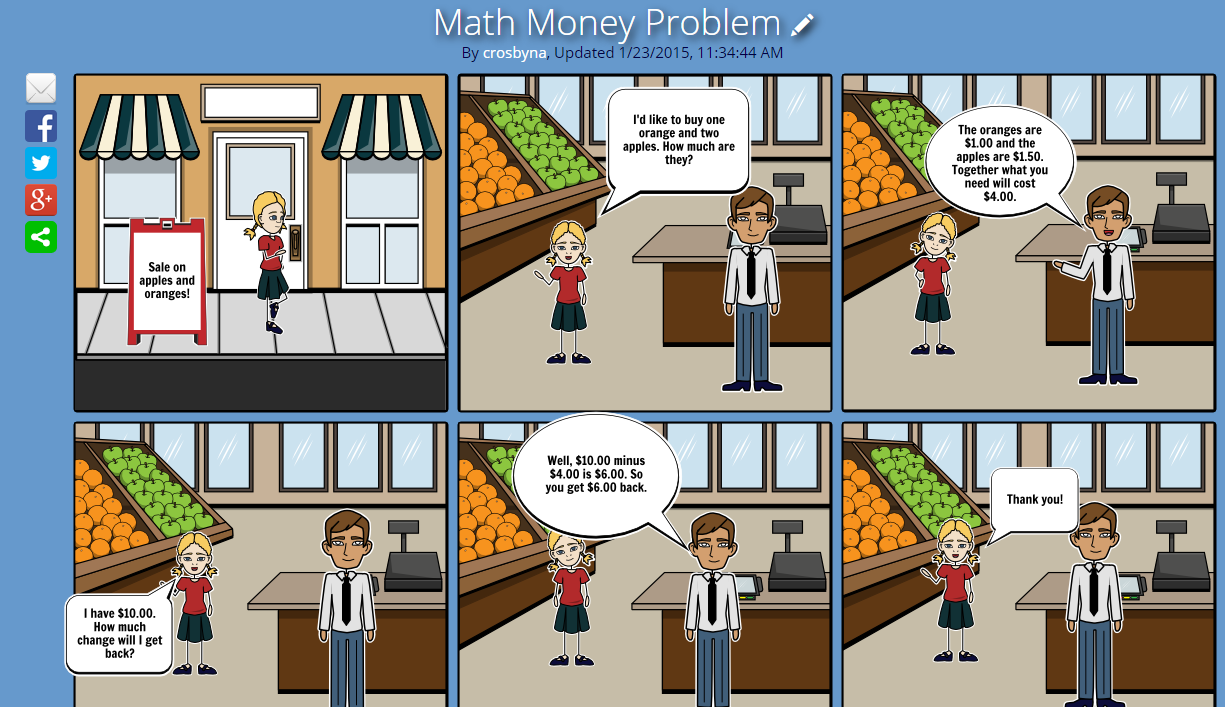 Math Money Problem
By crosbyna, Updated 1/23/2015, 11:34:44 AM
Sale on
apples and
oranges!
I'd like to buy one
orange and two
apples. How much are
they?
The oranges are
$1.00 and the
apples are $1.50.
Together what you
need will cost
$4.00.
I have $10.00.
How much
change will I get
back?
Well, $10.00 minus
$4.00 is $6.00. So
you get $6.00 back.
Thank you!